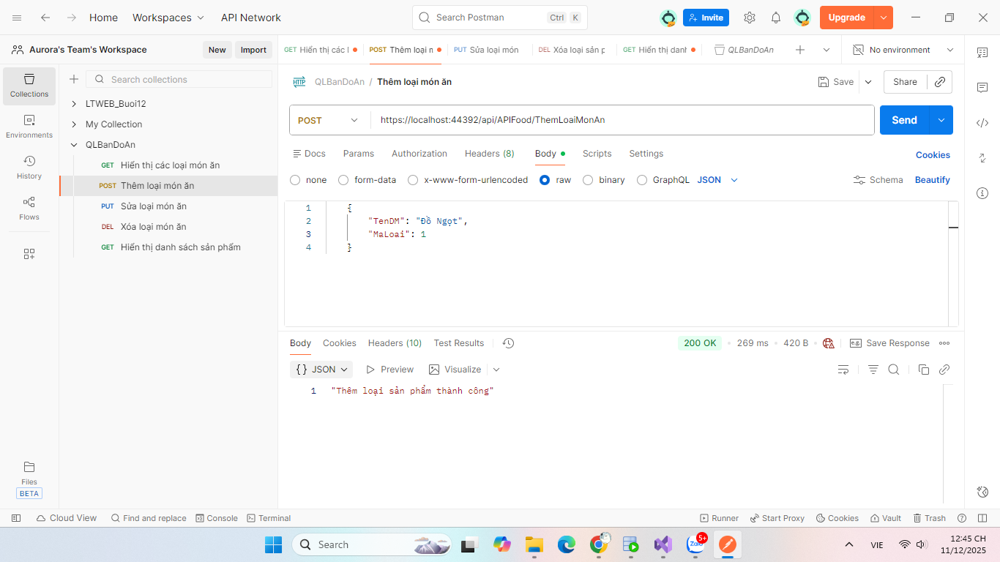 Home Workspaces API Network Search Postman Ctrl K Invite Upgrade
Aurora's Team's Workspace New Import GET Hiển thị các l POST Thêm loại m PUT Sửa loại món DEL Xóa loại sản p GET Hiển thị danh QLBanDoAn No environment
Collections
Environments
History
Flows
Files
BETA
Search collections
LTWEB_Buoi12
My Collection
QLBanDoAn
GET Hiển thị các loại món ăn
POST Thêm loại món ăn
PUT Sửa loại món ăn
DEL Xóa loại món ăn
GET Hiển thị danh sách sản phẩm
HTTP QLBanDoAn / Thêm loại món ăn Save Share
POST https://localhost:44392/api/APIFood/ThemLoaiMonAn Send
Docs Params Authorization Headers (8) Body Scripts Settings Cookies
none form-data x-www-form-urlencoded raw binary GraphQL JSON Schema Beautify
1 {
2 "TenDM": "Đồ Ngọt",
3 "MaLoai": 1
4 }
Body Cookies Headers (10) Test Results 200 OK 269 ms 420 B e.g. Save Response
{} JSON Preview Visualize
1 "Thêm loại sản phẩm thành công"
Cloud View Find and replace Console Terminal Runner Start Proxy Cookies Vault Trash
Search Zalo 5+ VIE 12:45 CH
11/12/2025